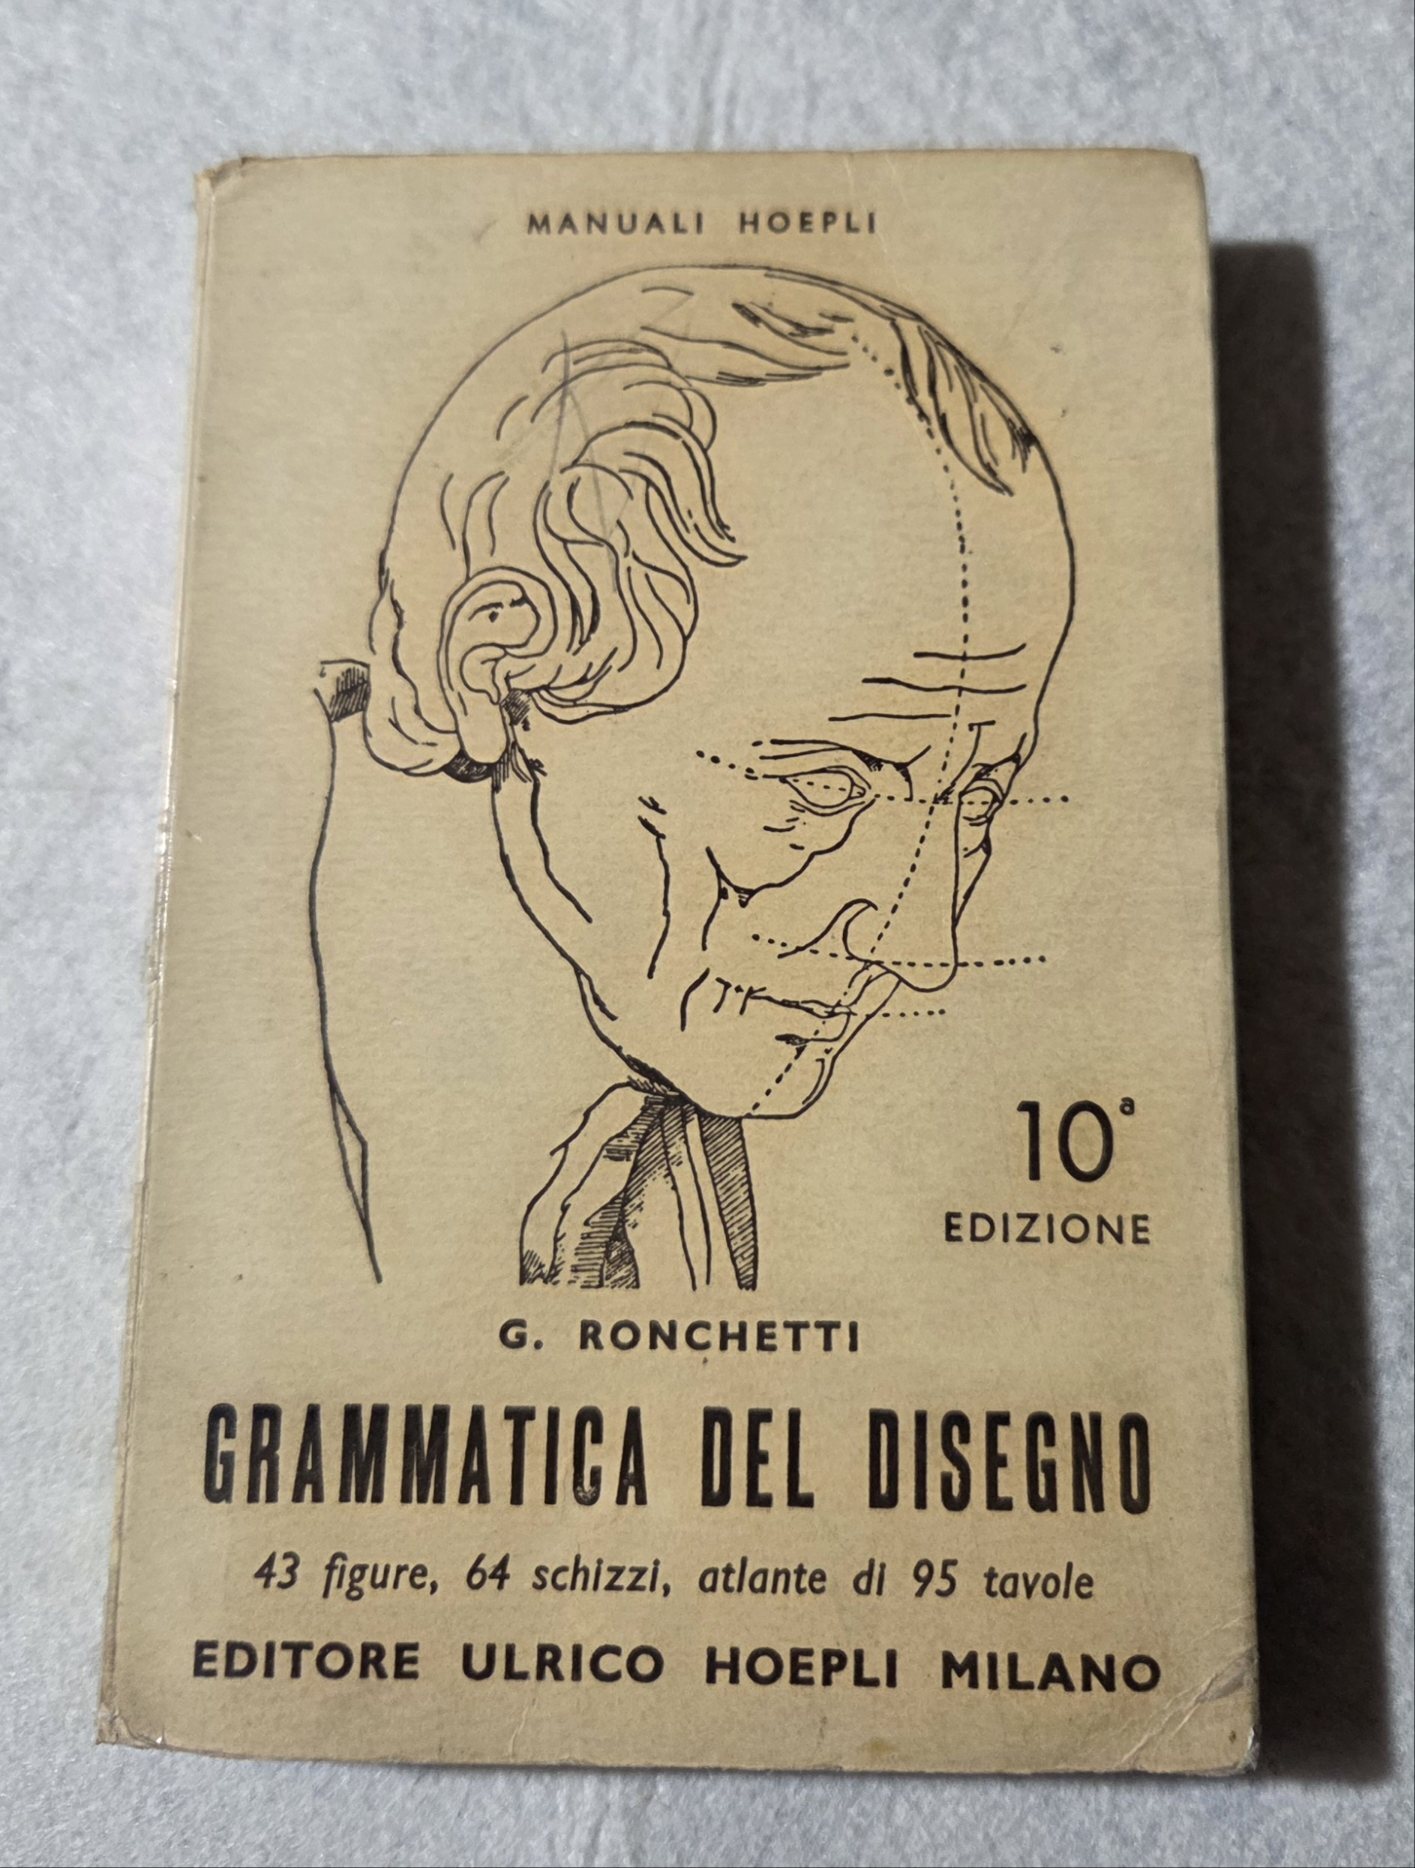 MANUALI HOEPLI
10ª
EDIZIONE
G. RONCHETTI
GRAMMATICA DEL DISEGNO
43 figure, 64 schizzi, atlante di 95 tavole
EDITORE ULRICO HOEPLI MILANO